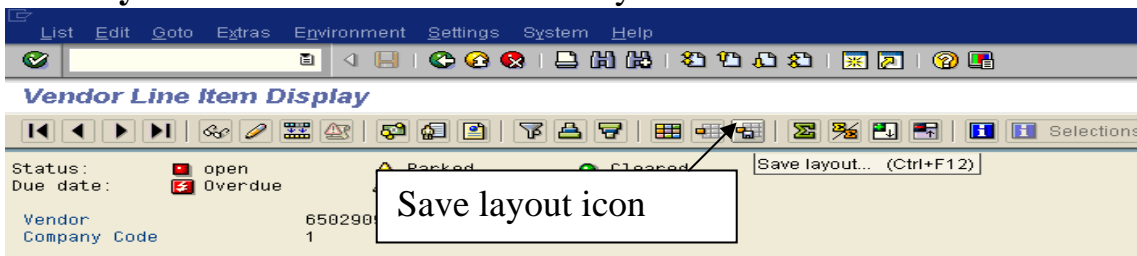 List Edit Goto Extras Environment Settings System Help
Vendor Line Item Display
Selections
Status: open Parked Cleared Save layout... (Ctrl+F12)
Due date: Overdue
Save layout icon
Vendor
Company Code 1